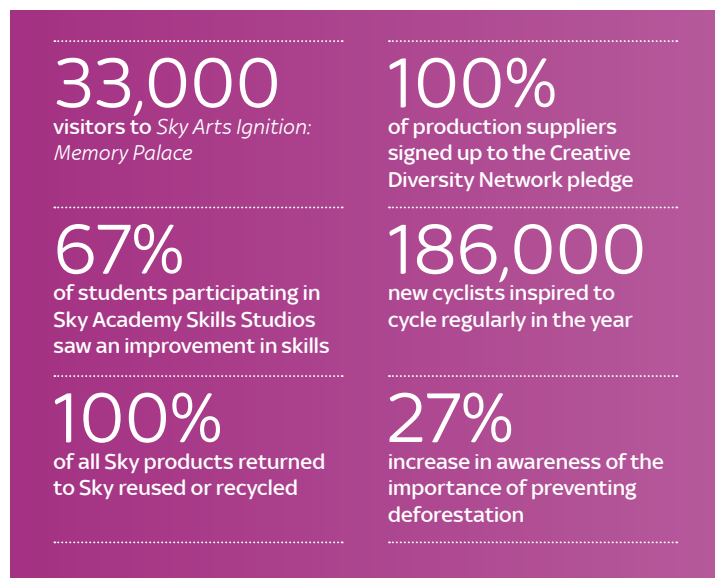 33,000
visitors to Sky Arts Ignition:
Memory Palace
100%
of production suppliers
signed up to the Creative
Diversity Network pledge
67%
of students participating in
Sky Academy Skills Studios
saw an improvement in skills
186,000
new cyclists inspired to
cycle regularly in the year
100%
of all Sky products returned
to Sky reused or recycled
27%
increase in awareness of the
importance of preventing
deforestation